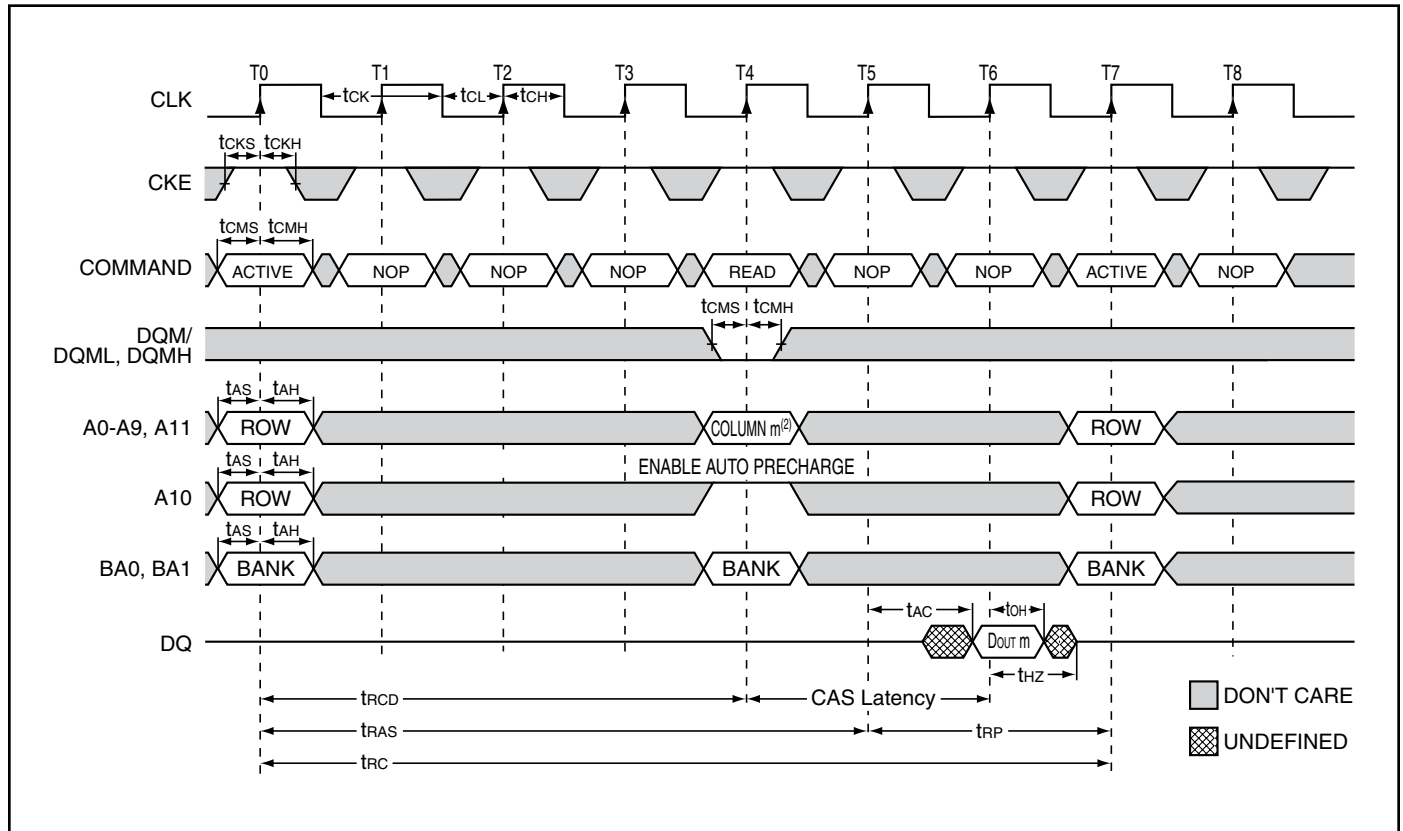 T0 T1 T2 T3 T4 T5 T6 T7 T8
CLK tCK tCL tCH
tCKS tCKH
CKE
tCMS tCMH
COMMAND ACTIVE NOP NOP NOP READ NOP NOP ACTIVE NOP
tCMS tCMH
DQM/
DQML, DQMH
tAS tAH
A0-A9, A11 ROW COLUMN m(2) ROW
tAS tAH ENABLE AUTO PRECHARGE
A10 ROW ROW
tAS tAH
BA0, BA1 BANK BANK BANK
tAC tOH
DQ DOUT m
tHZ
tRCD CAS Latency DON'T CARE
tRAS tRP
UNDEFINED
tRC